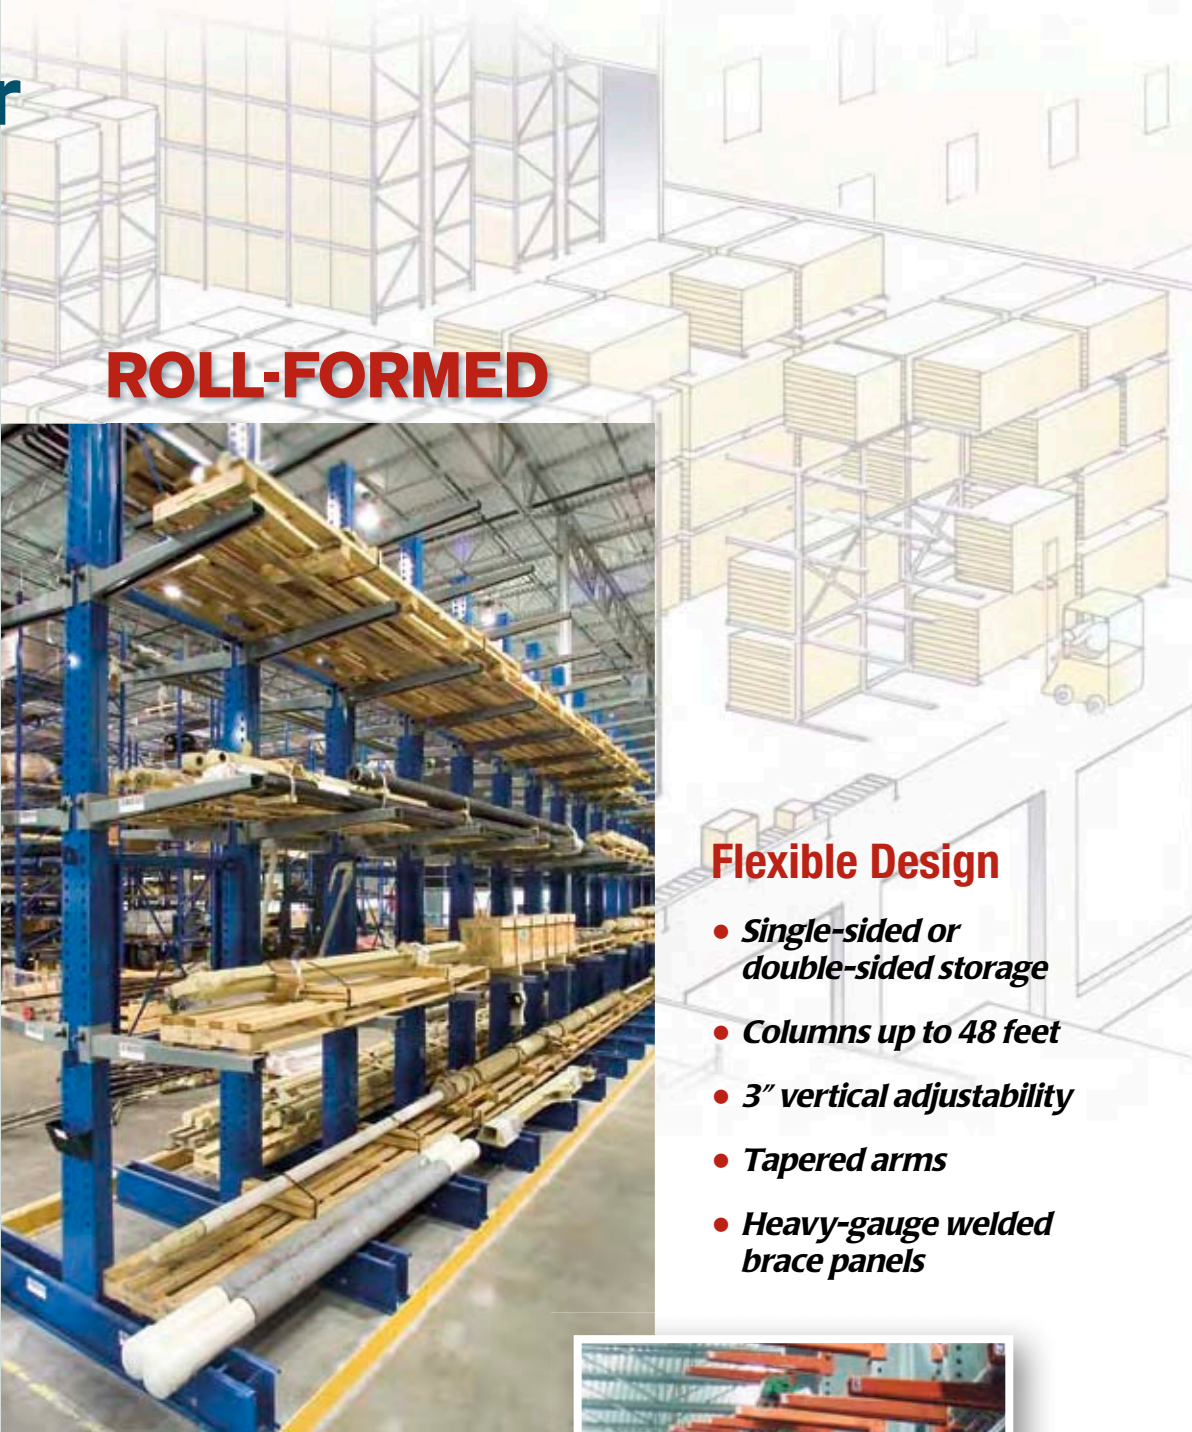 r
ROLL-FORMED
Flexible Design
• Single-sided or
double-sided storage
• Columns up to 48 feet
• 3″ vertical adjustability
• Tapered arms
• Heavy-gauge welded
brace panels